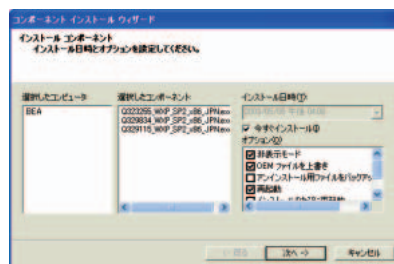 コンポーネント インストール ウィザード
インストール コンポーネント
インストール日時とオプションを設定してください。
選択したコンピュータ
選択したコンポーネント
インストール日時(T)
BEA
Q323255_WXP_SP2_x86_JPN.exe
Q329834_WXP_SP2_x86_JPN.exe
Q329115_WXP_SP2_x86_JPN.exe
今すぐインストール(I)
オプション(O)
非表示モード
OEM ファイルを上書き
アンインストール用ファイルをバックアップ
再起動
次へ ->
キャンセル